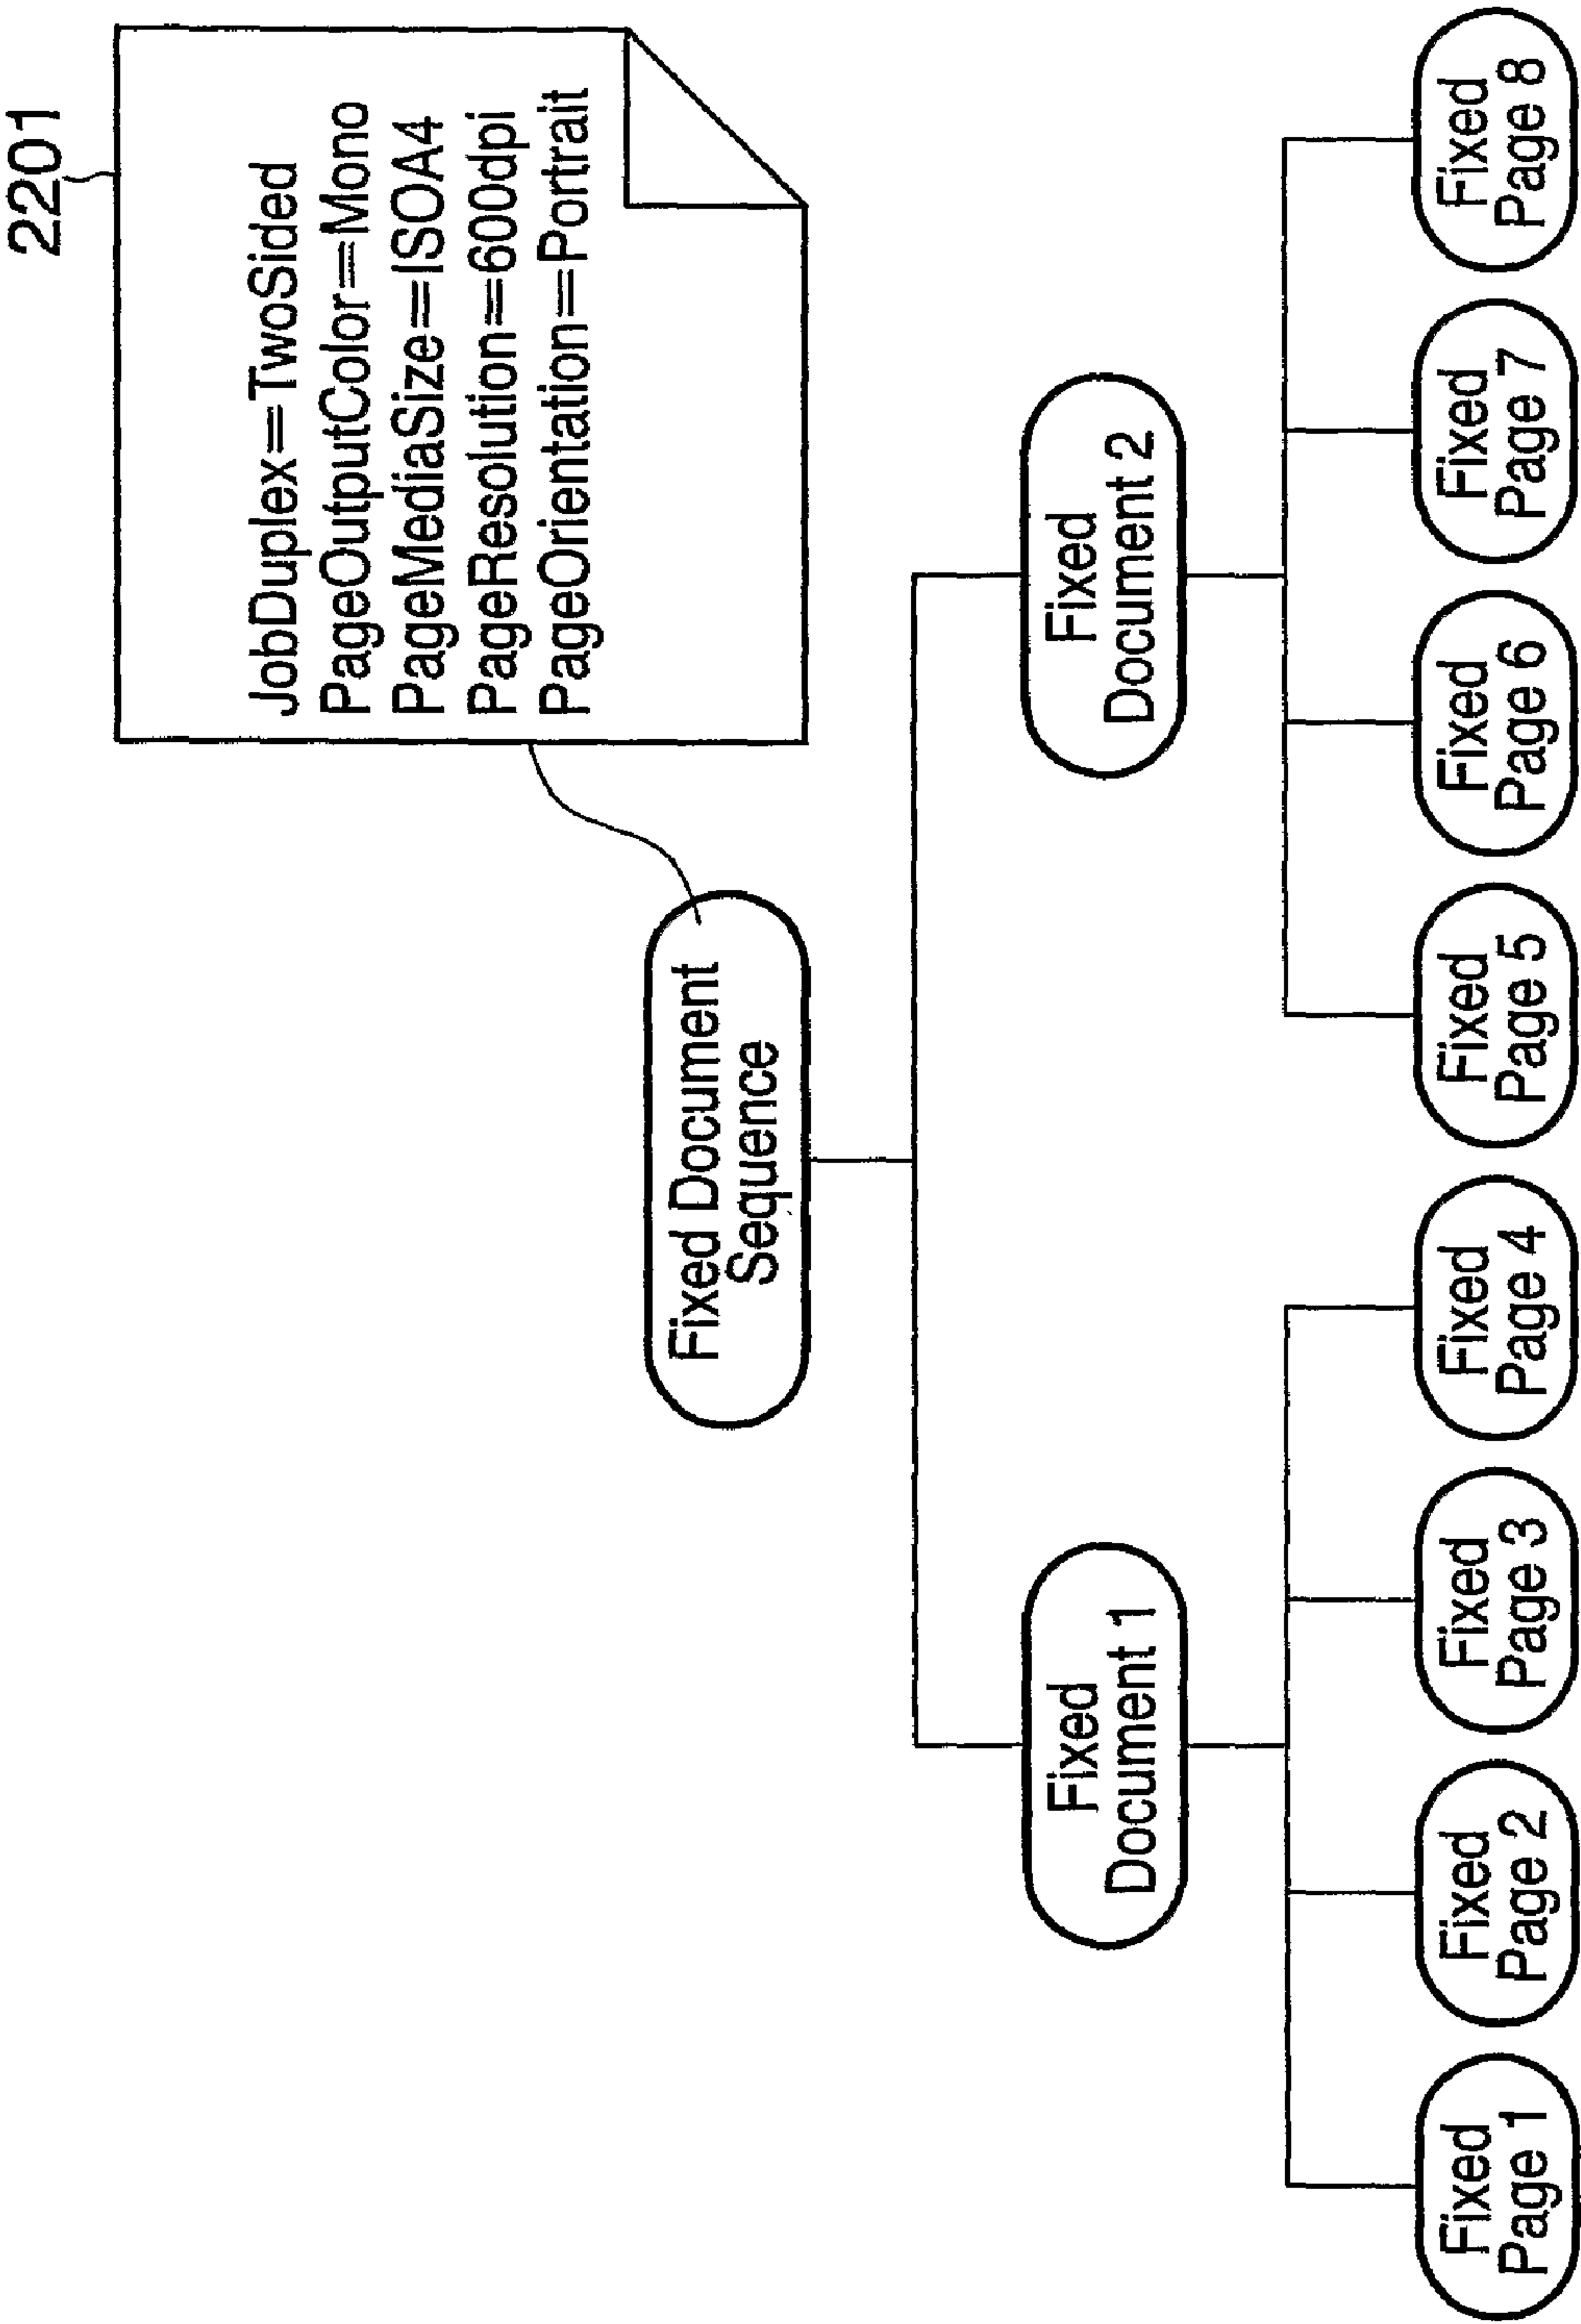 2201
JobDuplex=TwoSided
PageOutputColor=Mono
PageMediaSize=ISOA4
PageResolution=600dpi
PageOrientation=Portrait
Fixed Document
Sequence
Fixed
Document 1
Fixed
Document 2
Fixed
Page 1
Fixed
Page 2
Fixed
Page 3
Fixed
Page 4
Fixed
Page 5
Fixed
Page 6
Fixed
Page 7
Fixed
Page 8